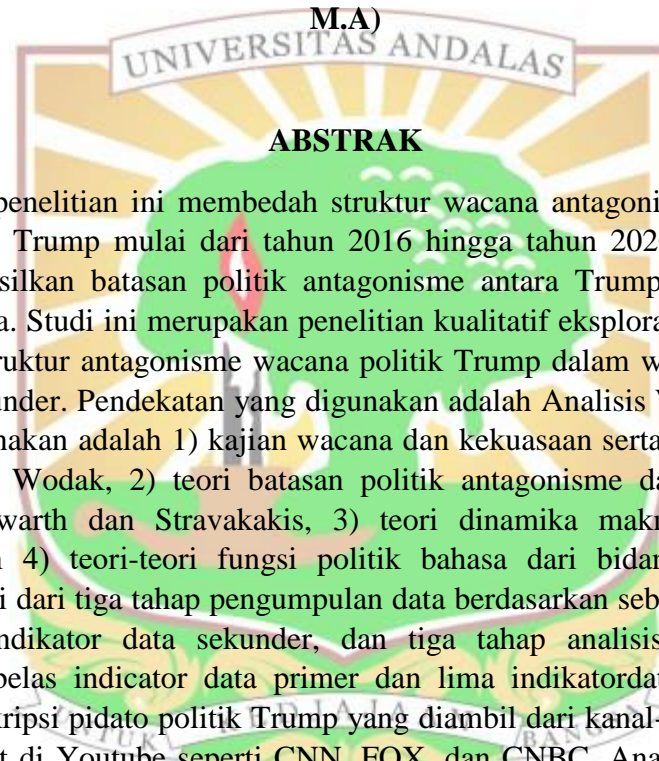 M.A)
UNIVERSITAS ANDALAS
ABSTRAK
penelitian ini membedah struktur wacana antagoni
Trump mulai dari tahun 2016 hingga tahun 202
silkan batasan politik antagonisme antara Trump
a. Studi ini merupakan penelitian kualitatif eksplora
ruktur antagonisme wacana politik Trump dalam w
under. Pendekatan yang digunakan adalah Analisis
nakan adalah 1) kajian wacana dan kekuasaan serta
Wodak, 2) teori batasan politik antagonisme da
warth dan Stravakakis, 3) teori dinamika makr
4) teori-teori fungsi politik bahasa dari bidan
i dari tiga tahap pengumpulan data berdasarkan seb
ndikator data sekunder, dan tiga tahap analisis
belas indicator data primer dan lima indikatordat
kripsi pidato politik Trump yang diambil dari kanal-
UNTUK KEDJAJAAN BANGSA
t di Youtube seperti CNN, FOX, dan CNBC. Ana